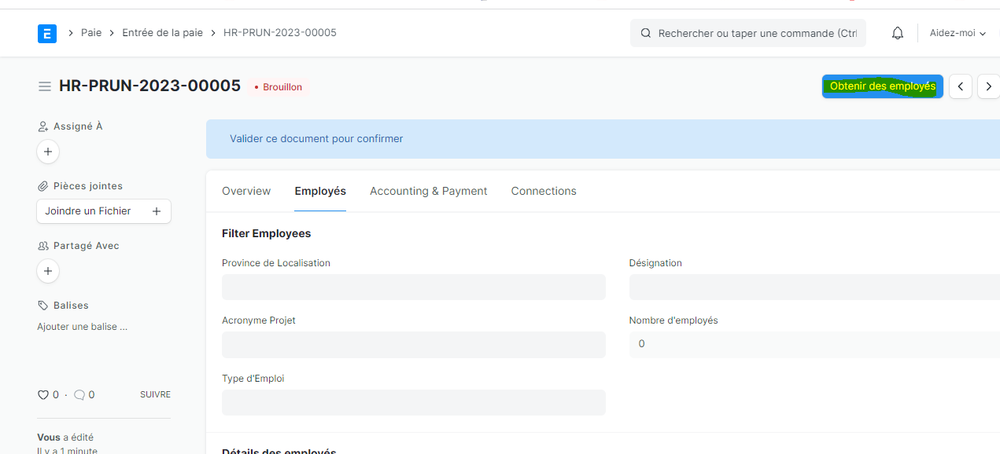 E
Paie
Entrée de la paie
HR-PRUN-2023-00005
Rechercher ou taper une commande (Ctrl
Aidez-moi
HR-PRUN-2023-00005
Brouillon
Obtenir des employés
Assigné À
Pièces jointes
Joindre un Fichier
Partagé Avec
Balises
Ajouter une balise ...
0 · 0
SUIVRE
Vous a édité
Il y a 1 minute
Valider ce document pour confirmer
Overview
Employés
Accounting & Payment
Connections
Filter Employees
Province de Localisation
Désignation
Acronyme Projet
Nombre d'employés
0
Type d'Emploi
Détails des employés